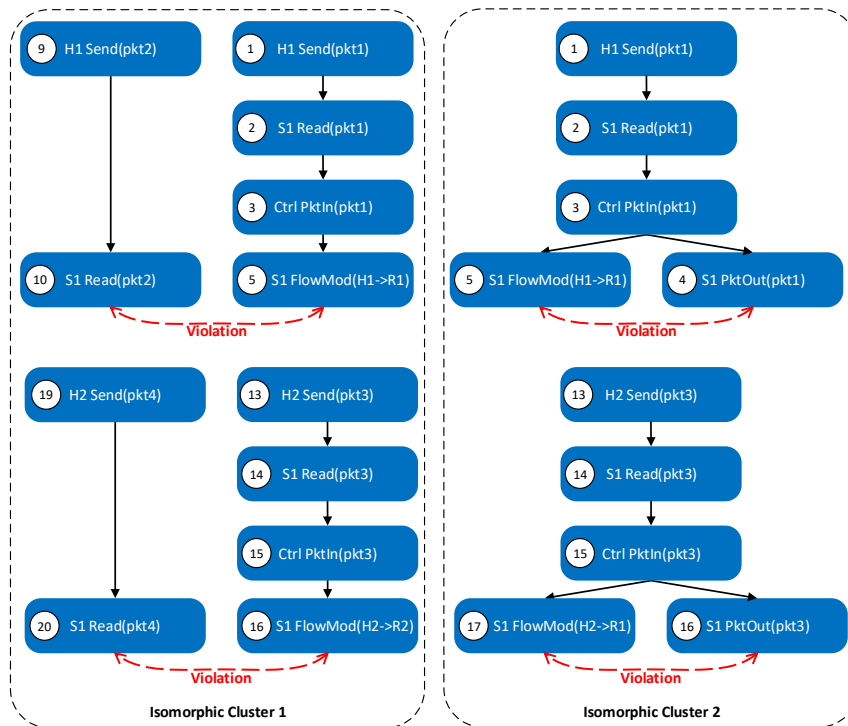 9 H1 Send(pkt2)
1 H1 Send(pkt1)
2 S1 Read(pkt1)
3 Ctrl PktIn(pkt1)
10 S1 Read(pkt2)
5 S1 FlowMod(H1->R1)
Violation
19 H2 Send(pkt4)
13 H2 Send(pkt3)
14 S1 Read(pkt3)
15 Ctrl PktIn(pkt3)
20 S1 Read(pkt4)
16 S1 FlowMod(H2->R2)
Violation
Isomorphic Cluster 1
1 H1 Send(pkt1)
2 S1 Read(pkt1)
3 Ctrl PktIn(pkt1)
5 S1 FlowMod(H1->R1)
4 S1 PktOut(pkt1)
Violation
13 H2 Send(pkt3)
14 S1 Read(pkt3)
15 Ctrl PktIn(pkt3)
17 S1 FlowMod(H2->R1)
16 S1 PktOut(pkt3)
Violation
Isomorphic Cluster 2